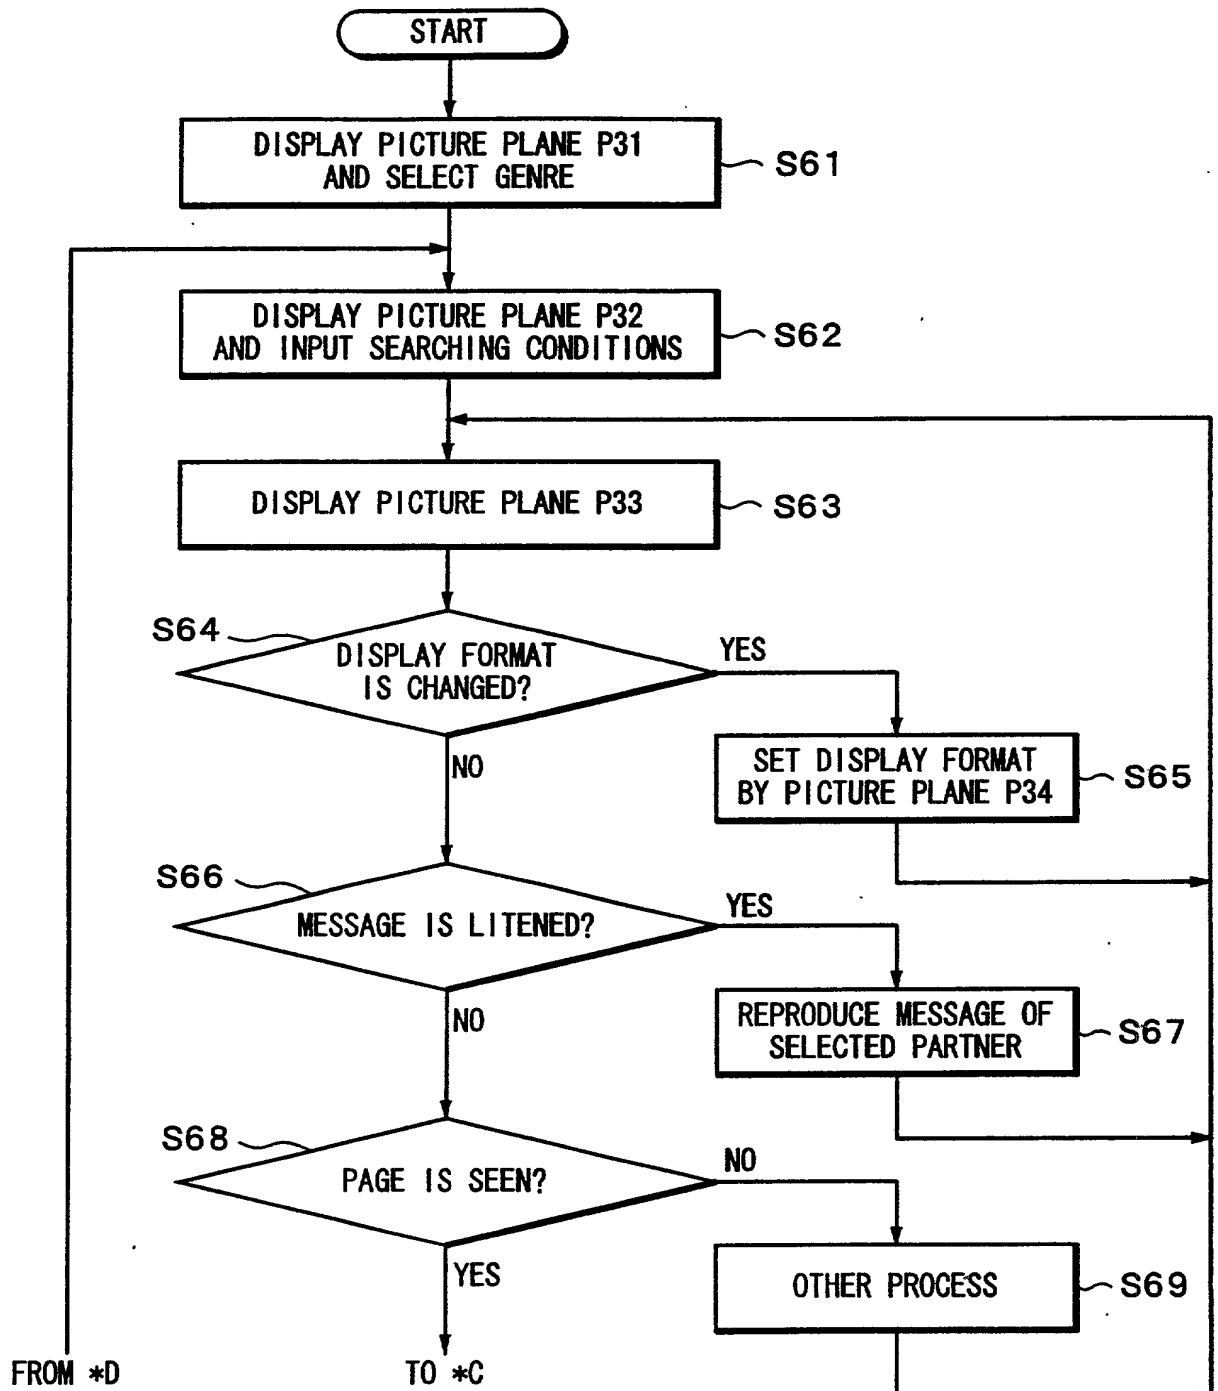 START
DISPLAY PICTURE PLANE P31
AND SELECT GENRE
S61
DISPLAY PICTURE PLANE P32
AND INPUT SEARCHING CONDITIONS
S62
DISPLAY PICTURE PLANE P33
S63
S64
DISPLAY FORMAT
IS CHANGED?
YES
NO
SET DISPLAY FORMAT
BY PICTURE PLANE P34
S65
S66
MESSAGE IS LITENED?
YES
NO
REPRODUCE MESSAGE OF
SELECTED PARTNER
S67
S68
PAGE IS SEEN?
NO
YES
OTHER PROCESS
S69
FROM *D
TO *C